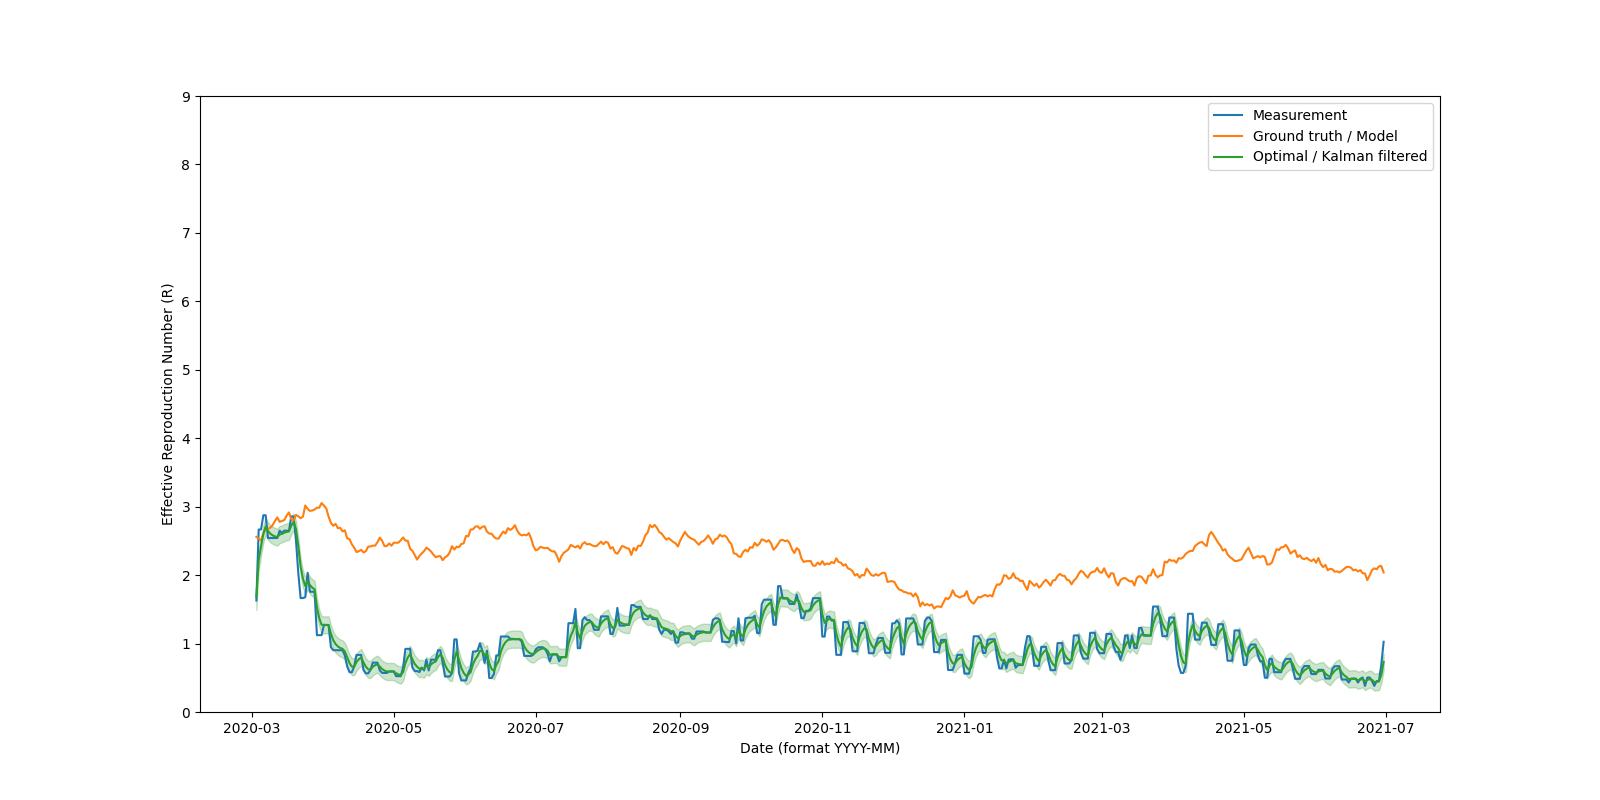 9
8
7
6
5
4
3
2
1
0
Effective Reproduction Number (R)
Measurement
Ground truth / Model
Optimal / Kalman filtered
2020-03 2020-05 2020-07 2020-09 2020-11 2021-01 2021-03 2021-05 2021-07
Date (format YYYY-MM)